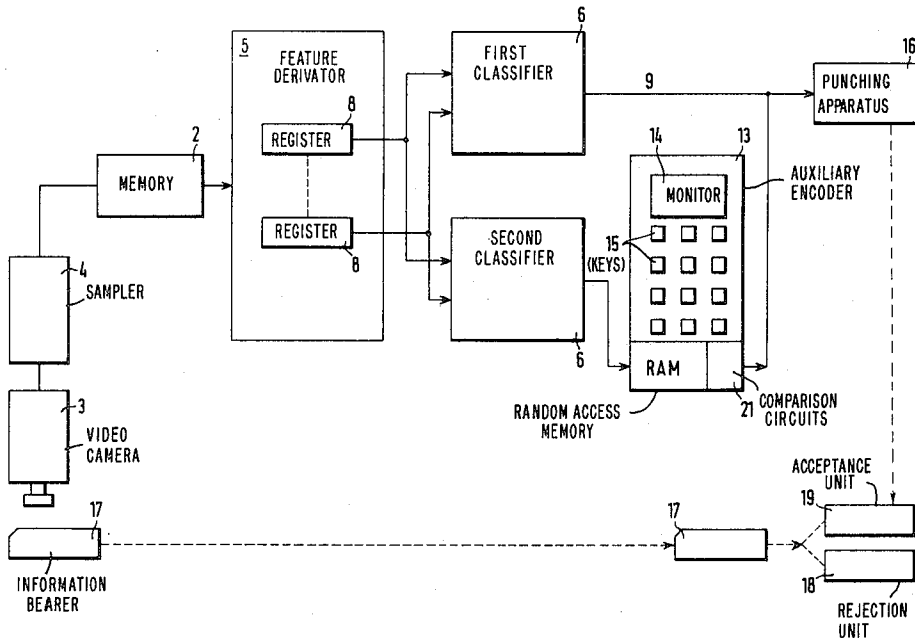 5
FEATURE
DERIVATOR
8
REGISTER
REGISTER
8
2
MEMORY
4
SAMPLER
3
VIDEO
CAMERA
17
INFORMATION
BEARER
6
FIRST
CLASSIFIER
9
SECOND
CLASSIFIER
6
13
14
MONITOR
AUXILIARY
ENCODER
15
(KEYS)
RAM
21
COMPARISON
CIRCUITS
RANDOM ACCESS
MEMORY
16
PUNCHING
APPARATUS
17
ACCEPTANCE
UNIT
19
18
REJECTION
UNIT